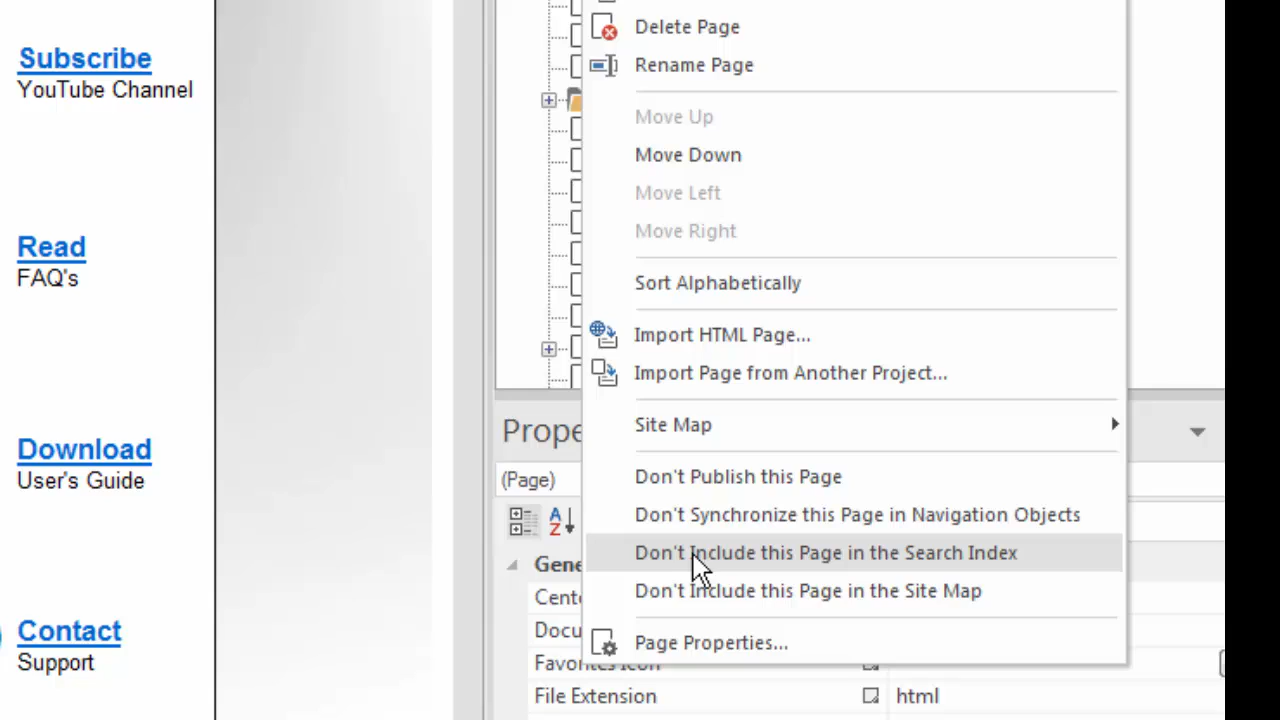 Subscribe
YouTube Channel
Read
FAQ's
Download
User's Guide
Contact
Support
Delete Page
Rename Page
Move Up
Move Down
Move Left
Move Right
Sort Alphabetically
Import HTML Page...
Import Page from Another Project...
Site Map
Don't Publish this Page
Don't Synchronize this Page in Navigation Objects
Don't Include this Page in the Search Index
Don't Include this Page in the Site Map
Page Properties...
Prope
(Page)
A
Z
Gene
Cente
Docu
Favorites Icon
File Extension html